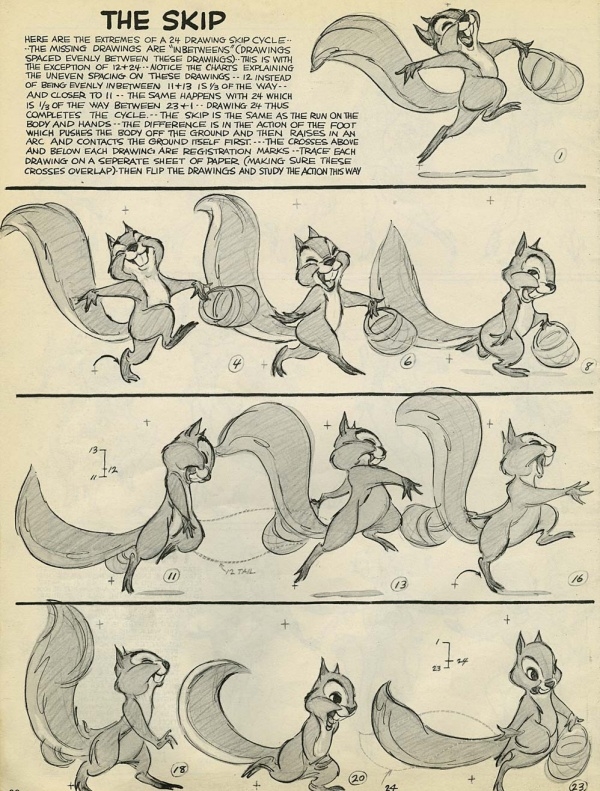 THE SKIP
HERE ARE THE EXTREMES OF A 24 DRAWING SKIP CYCLE--
--THE MISSING DRAWINGS ARE "INBETWEENS" (DRAWINGS
SPACED EVENLY BETWEEN THESE DRAWINGS)--THIS IS WITH
THE EXCEPTION OF 12+24--NOTICE THE CHARTS EXPLAINING
THE UNEVEN SPACING ON THESE DRAWINGS--12 INSTEAD
OF BEING EVENLY INBETWEEN 11+13 IS 1/3 OF THE WAY--
AND CLOSER TO 11--THE SAME HAPPENS WITH 24 WHICH
IS 1/3 OF THE WAY BETWEEN 23+1--DRAWING 24 THUS
COMPLETES THE CYCLE.--THE SKIP IS THE SAME AS THE RUN ON THE
BODY AND HANDS--THE DIFFERENCE IS IN THE ACTION OF THE FOOT
WHICH PUSHES THE BODY OFF THE GROUND AND THEN RAISES IN AN
ARC AND CONTACTS THE GROUND ITSELF FIRST.---THE CROSSES ABOVE
AND BELOW EACH DRAWING ARE REGISTRATION MARKS--TRACE EACH
DRAWING ON A SEPERATE SHEET OF PAPER (MAKING SURE THESE
CROSSES OVERLAP)-THEN FLIP THE DRAWINGS AND STUDY THE ACTION THIS WAY
1
4
6
8
13
12
11
11
12 TAIL
13
16
1
24
23
18
20
24
23